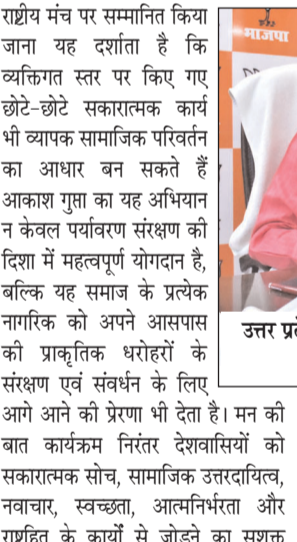 राष्ट्रीय मंच पर सम्मानित किया
जाना यह दर्शाता है कि
व्यक्तिगत स्तर पर किए गए
छोटे-छोटे सकारात्मक कार्य
भी व्यापक सामाजिक परिवर्तन
का आधार बन सकते हैं
आकाश गुप्ता का यह अभियान
न केवल पर्यावरण संरक्षण की
दिशा में महत्वपूर्ण योगदान है,
बल्कि यह समाज के प्रत्येक
नागरिक को अपने आसपास
की प्राकृतिक धरोहरों के
संरक्षण एवं संवर्धन के लिए
आगे आने की प्रेरणा भी देता है। मन की
बात कार्यक्रम निरंतर देशवासियों को
सकारात्मक सोच, सामाजिक उत्तरदायित्व,
नवाचार, स्वच्छता, आत्मनिर्भरता और
राष्ट्रहित के कार्यों से जोड़ने का सशक्त
भाजपा
उत्तर